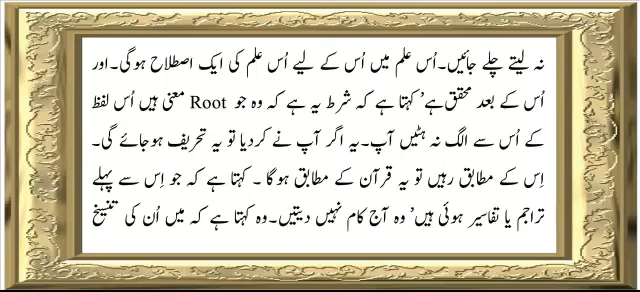 نہ لیتے چلے جائیں۔اُس علم میں اُس کے لیے اُس علم کی ایک اصطلاح ہوگی۔اور
اُس کے بعد محقق ہے’ کہتا ہے کہ شرط یہ ہے کہ وہ جو Root معنی ہیں اُس لفظ
کے اُس سے الگ نہ ہٹیں آپ۔یہ اگر آپ نے کردیا تو یہ تحریف ہوجائے گی۔
اِس کے مطابق رہیں تو یہ قرآن کے مطابق ہوگا ۔ کہتا ہے کہ جو اِس سے پہلے
تراجم یا تفاسیر ہوئی ہیں’ وہ آج کام نہیں دیتیں۔وہ کہتا ہے کہ میں اُن کی تنسیخ